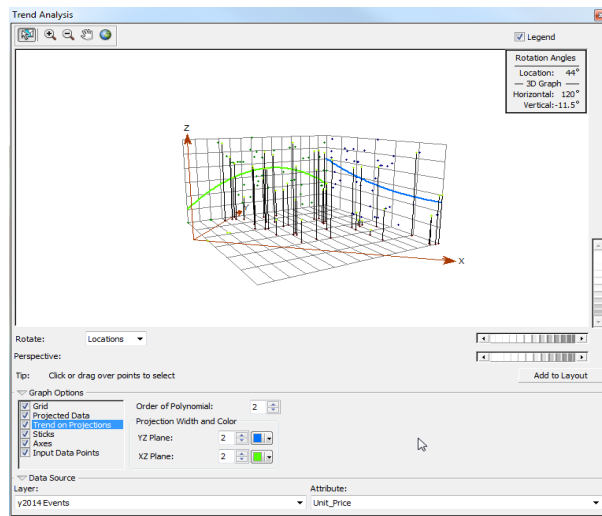 Trend Analysis
Legend
Rotation Angles
Location: 44°
3D Graph
Horizontal: 120°
Vertical:-11.5°
Z
Y
X
Rotate: Locations
Perspective:
Tip: Click or drag over points to select
Add to Layout
Graph Options
Grid
Projected Data
Trend on Projections
Sticks
Axes
Input Data Points
Order of Polynomial: 2
Projection Width and Color
YZ Plane: 2
XZ Plane: 2
Data Source
Layer: Attribute:
y2014 Events Unit_Price